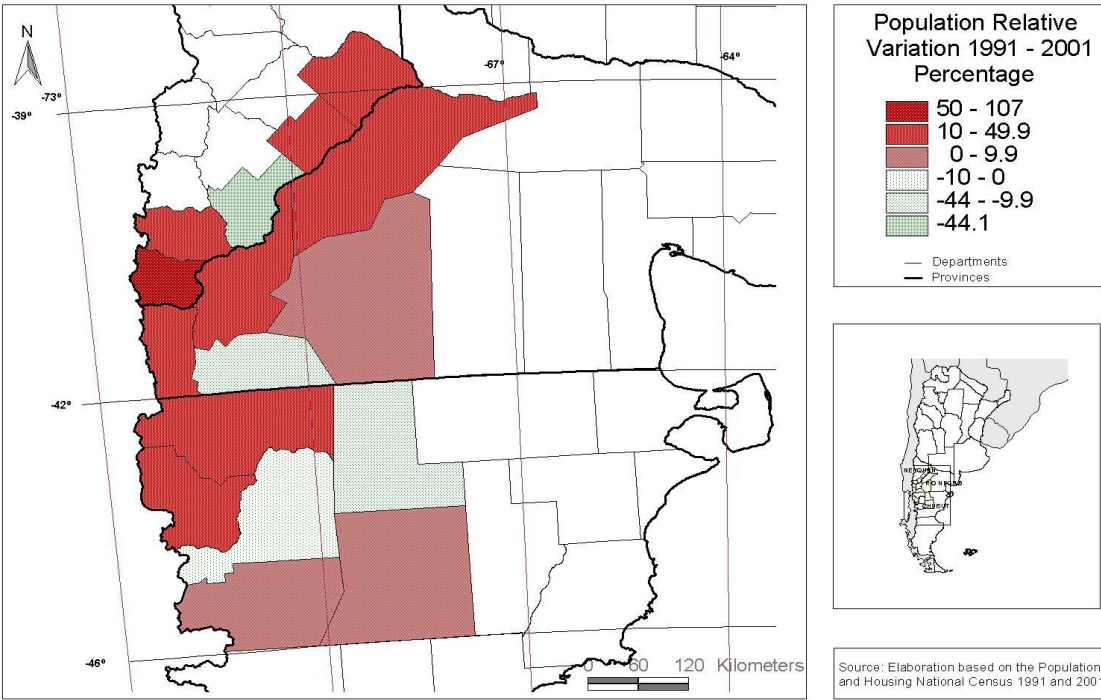 N
-73º
-39º
-67º
-64º
-42º
-46º
0 60 120 Kilometers
Population Relative
Variation 1991 - 2001
Percentage
50 - 107
10 - 49.9
0 - 9.9
-10 - 0
-44 - -9.9
-44.1
Departments
Provinces
Source: Elaboration based on the Population
and Housing National Census 1991 and 2001